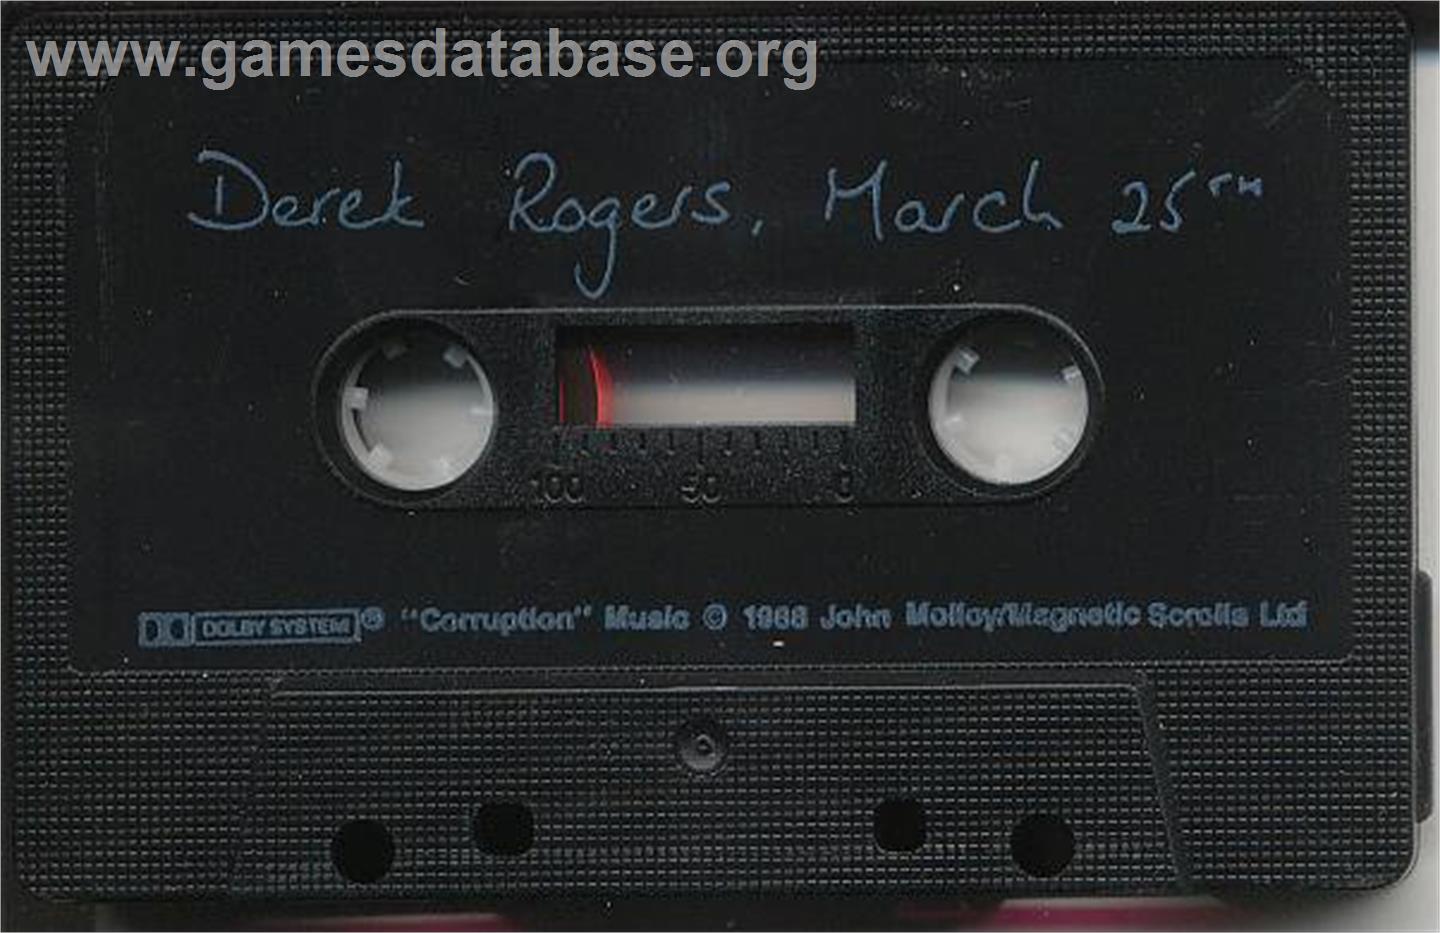 www.gamesdatabase.org
Derek Rogers, March 25TH
100 50 0
DOLBY SYSTEM ® "Corruption" Music © 1988 John Molloy/Magnetic Scrolls Ltd